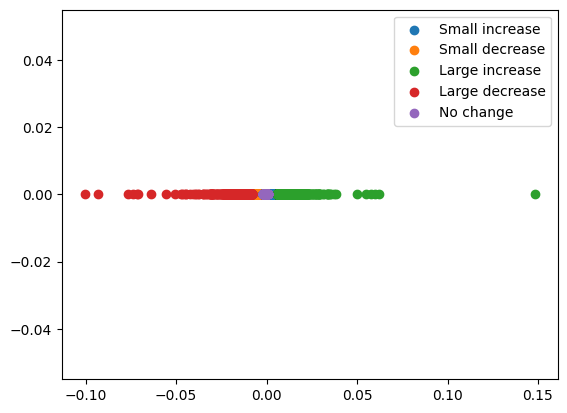 Small increase
Small decrease
Large increase
Large decrease
No change
0.04
0.02
0.00
−0.02
−0.04
−0.10
−0.05
0.00
0.05
0.10
0.15